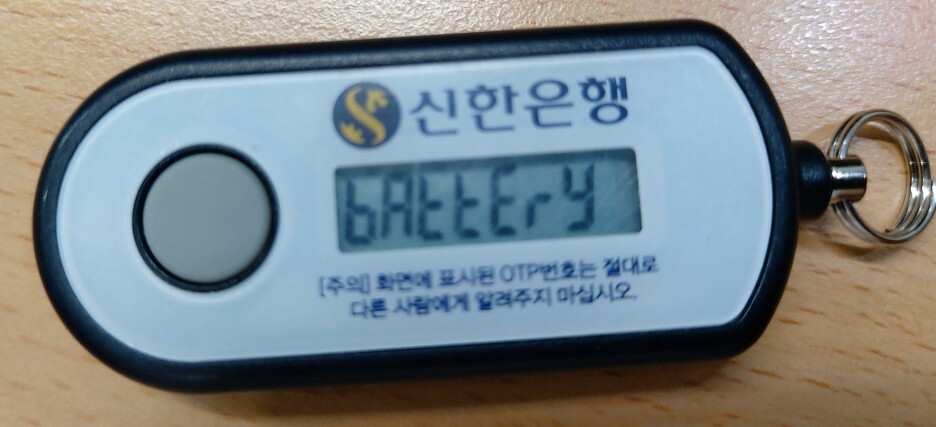 신한은행
bAttEry
[주의] 화면에 표시된 OTP번호는 절대로
다른 사람에게 알려주지 마십시오.